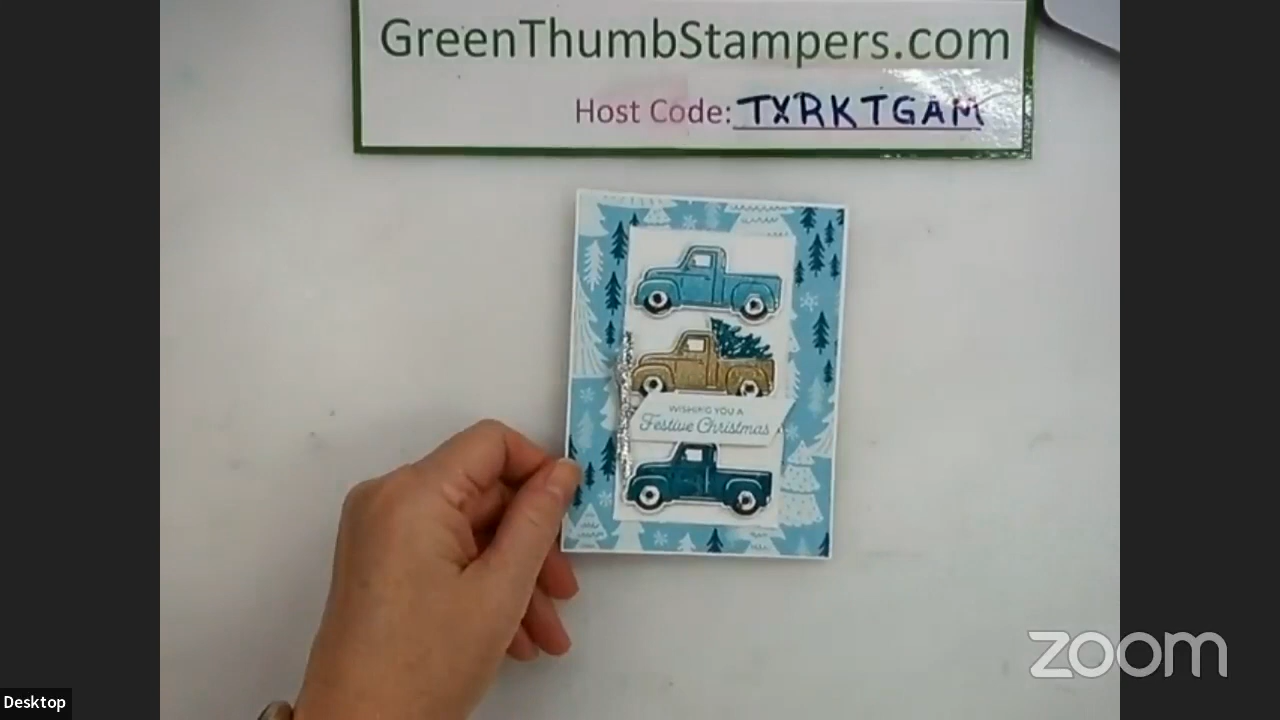 GreenThumbStampers.com
Host Code: TXRKTGAM
WISHING YOU A
Festive Christmas
zoom
Desktop